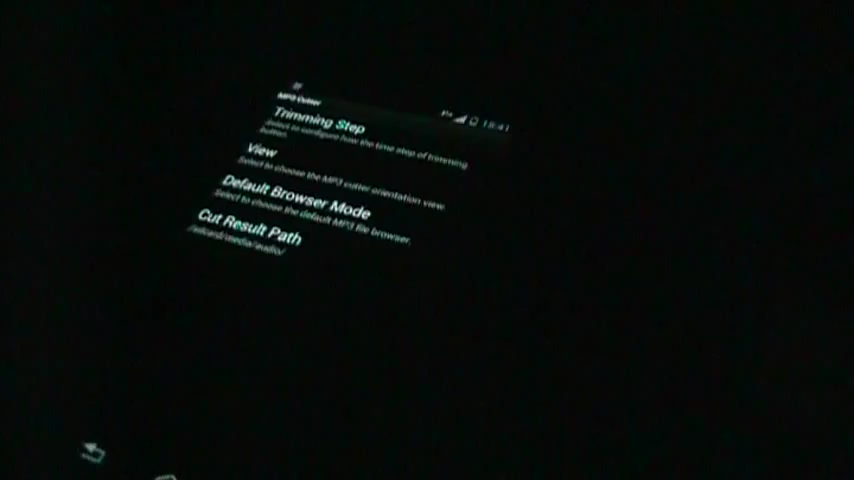 18:41
MP3 Cutter
Trimming Step
Select to configure how the time step of trimming
button.
View
Select to choose the MP3 cutter orientation view.
Default Browser Mode
Select to choose the default MP3 file browser.
Cut Result Path
/sdcard/media/audio/